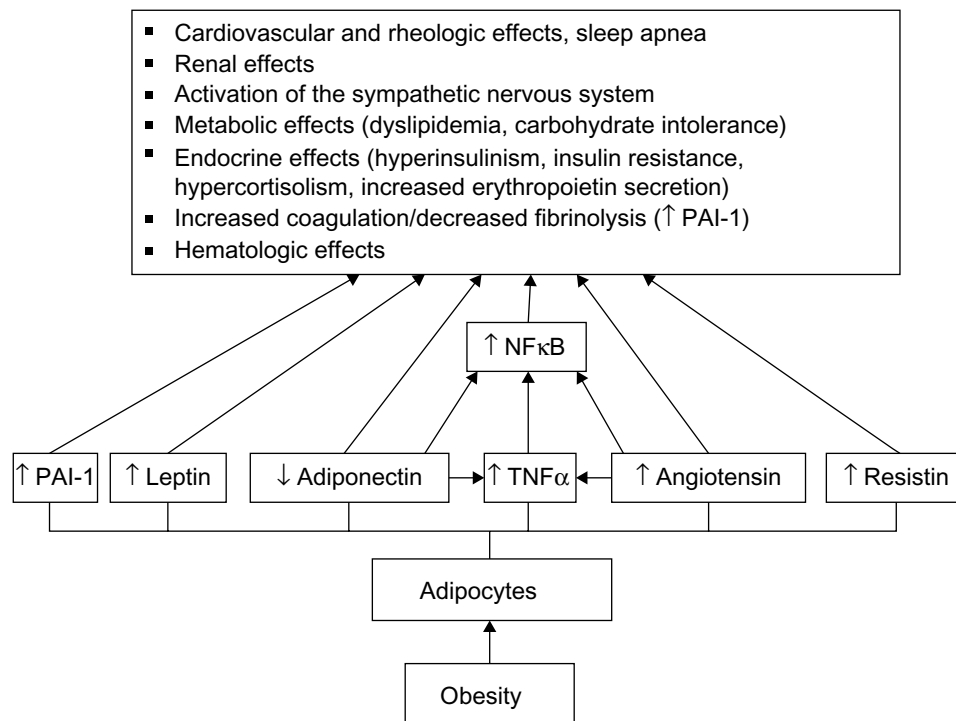 ▪ Cardiovascular and rheologic effects, sleep apnea
▪ Renal effects
▪ Activation of the sympathetic nervous system
▪ Metabolic effects (dyslipidemia, carbohydrate intolerance)
▪ Endocrine effects (hyperinsulinism, insulin resistance,
hypercortisolism, increased erythropoietin secretion)
▪ Increased coagulation/decreased fibrinolysis (↑ PAI-1)
▪ Hematologic effects
↑ NFκB
↑ PAI-1
↑ Leptin
↓ Adiponectin
↑ TNFα
↑ Angiotensin
↑ Resistin
Adipocytes
Obesity